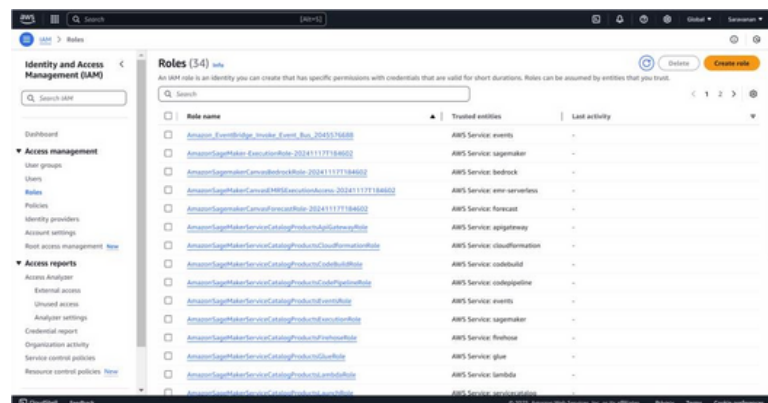 aws
Search
[Alt+S]
Global
Saravanan
IAM > Roles
Identity and Access Management (IAM)
Search IAM
Dashboard
Access management
User groups
Users
Roles
Policies
Identity providers
Account settings
Root access management New
Access reports
Access Analyzer
External access
Unused access
Analyzer settings
Credential report
Organization activity
Service control policies
Resource control policies New
Roles (34) Info
Delete
Create role
An IAM role is an identity you can create that has specific permissions with credentials that are valid for short durations. Roles can be assumed by entities that you trust.
Search
1 2
Role name Trusted entities Last activity
Amazon_EventBridge_Invoke_Event_Bus_2045576688 AWS Service: events -
AmazonSageMaker-ExecutionRole-20241117T184602 AWS Service: sagemaker -
AmazonSagemakerCanvasBedrockRole-20241117T184602 AWS Service: bedrock -
AmazonSageMakerCanvasEMRSExecutionAccess-20241117T184602 AWS Service: emr-serverless -
AmazonSagemakerCanvasForecastRole-20241117T184602 AWS Service: forecast -
AmazonSageMakerServiceCatalogProductsApiGatewayRole AWS Service: apigateway -
AmazonSageMakerServiceCatalogProductsCloudformationRole AWS Service: cloudformation -
AmazonSageMakerServiceCatalogProductsCodeBuildRole AWS Service: codebuild -
AmazonSageMakerServiceCatalogProductsCodePipelineRole AWS Service: codepipeline -
AmazonSageMakerServiceCatalogProductsEventsRole AWS Service: events -
AmazonSageMakerServiceCatalogProductsExecutionRole AWS Service: sagemaker -
AmazonSageMakerServiceCatalogProductsFirehoseRole AWS Service: firehose -
AmazonSageMakerServiceCatalogProductsGlueRole AWS Service: glue -
AmazonSageMakerServiceCatalogProductsLambdaRole AWS Service: lambda -
AmazonSageMakerServiceCatalogProductsLaunchRole AWS Service: servicecatalog -
CloudShell Feedback
Privacy Terms Cookie preferences